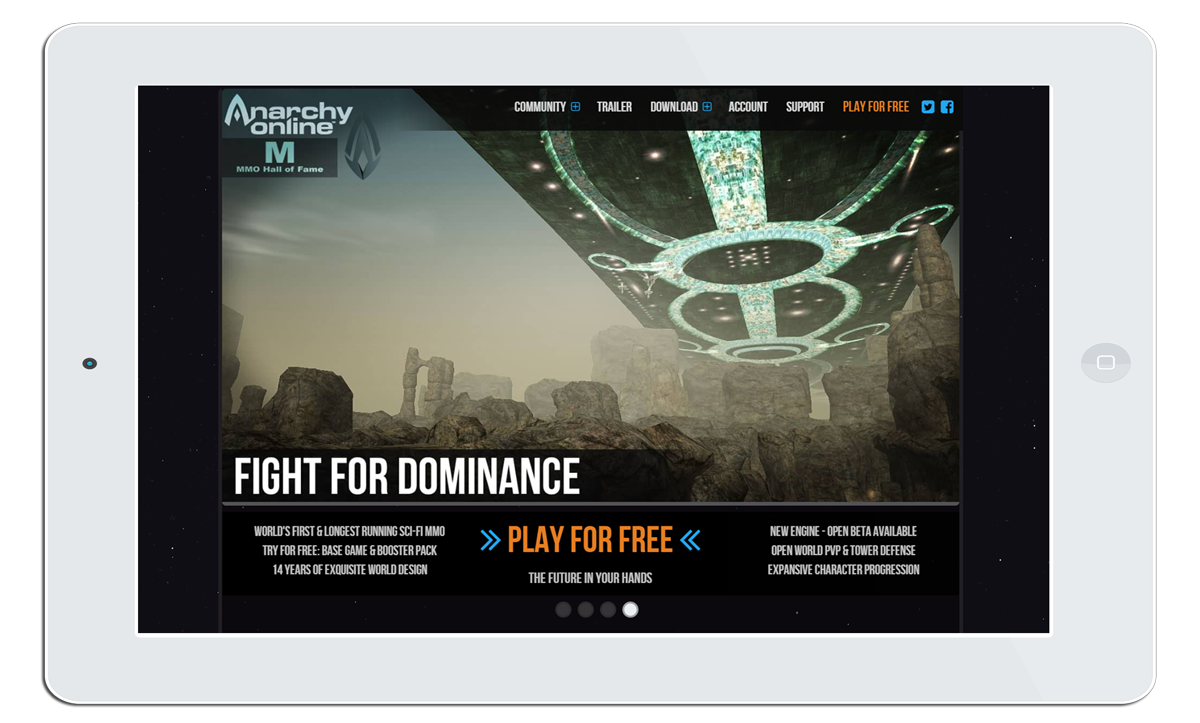 Anarchy
online
M
MMO Hall of Fame
COMMUNITY TRAILER DOWNLOAD ACCOUNT SUPPORT PLAY FOR FREE
FIGHT FOR DOMINANCE
WORLD'S FIRST & LONGEST RUNNING SCI-FI MMO
TRY FOR FREE: BASE GAME & BOOSTER PACK
14 YEARS OF EXQUISITE WORLD DESIGN
PLAY FOR FREE
THE FUTURE IN YOUR HANDS
NEW ENGINE - OPEN BETA AVAILABLE
OPEN WORLD PVP & TOWER DEFENSE
EXPANSIVE CHARACTER PROGRESSION